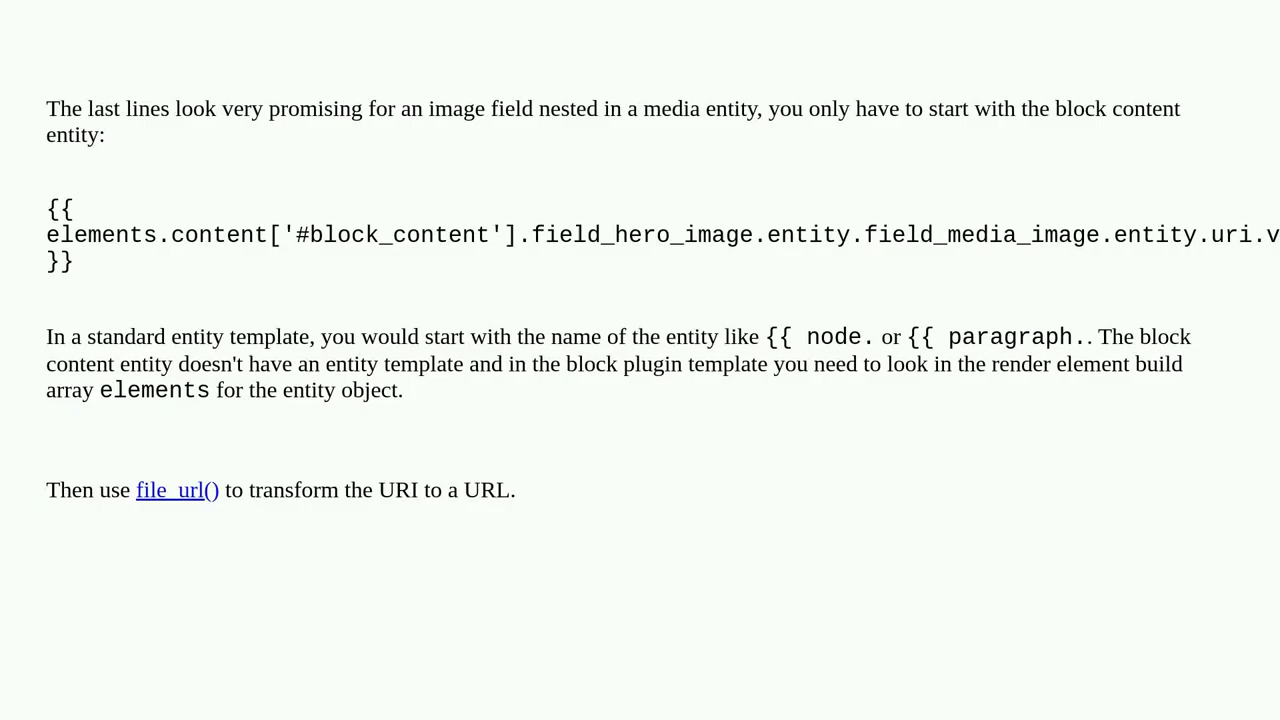 The last lines look very promising for an image field nested in a media entity, you only have to start with the block content
entity:
{{
elements.content['#block_content'].field_hero_image.entity.field_media_image.entity.uri.v
}}
In a standard entity template, you would start with the name of the entity like {{ node. or {{ paragraph.. The block
content entity doesn't have an entity template and in the block plugin template you need to look in the render element build
array elements for the entity object.
Then use file_url() to transform the URI to a URL.